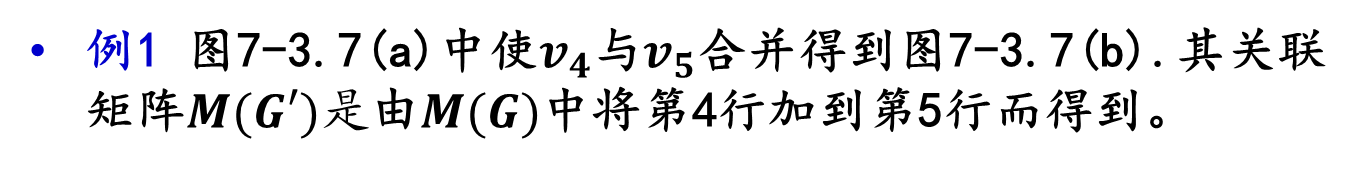 • 例1 图7-3.7(a)中使𝒗₄与𝒗₅合并得到图7-3.7(b).其关联
矩阵𝑴(𝑮′)是由𝑴(𝑮)中将第4行加到第5行而得到。